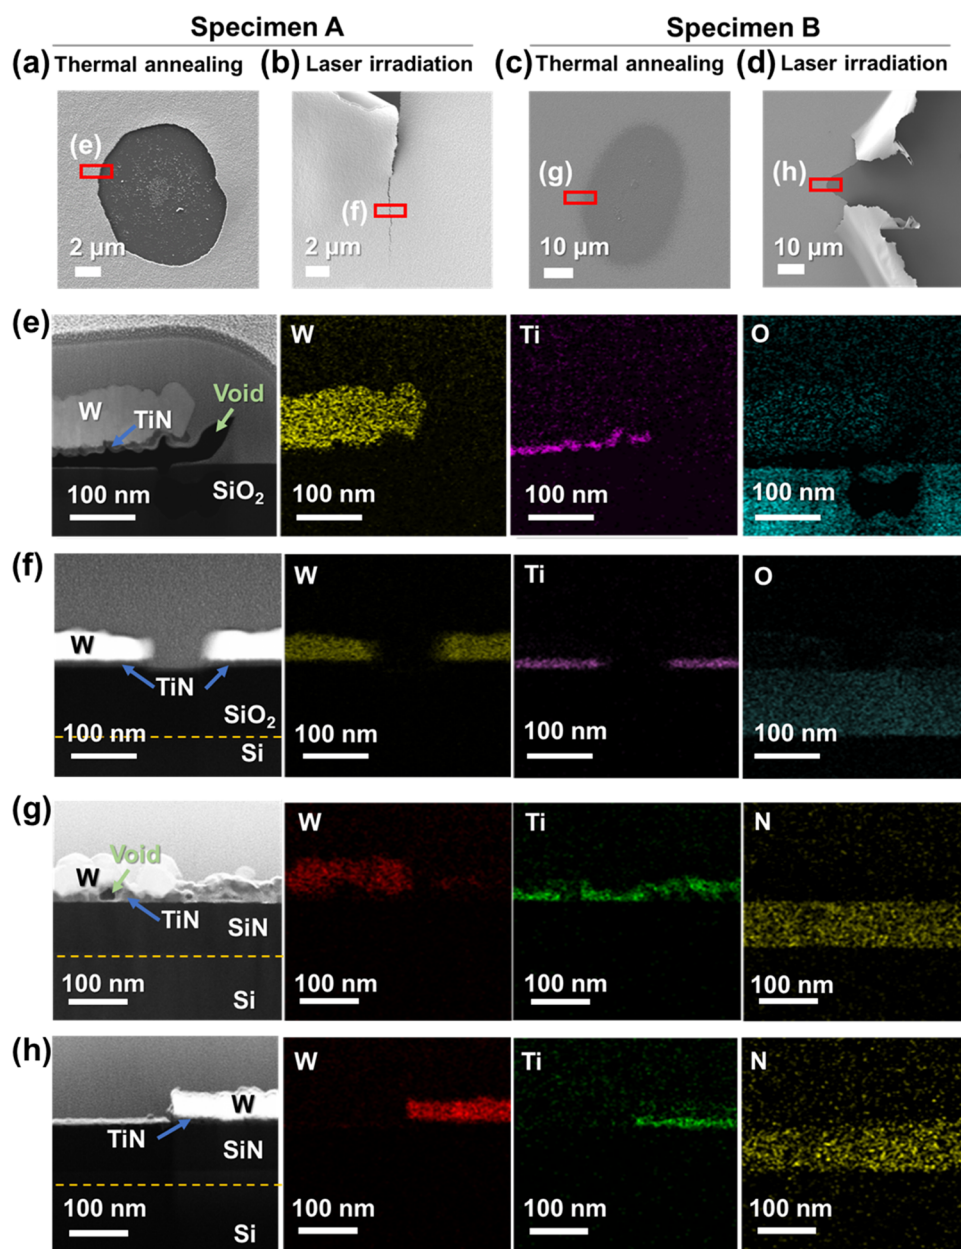 Specimen A Specimen B
(a) Thermal annealing (b) Laser irradiation (c) Thermal annealing (d) Laser irradiation
(e) (f) (g) (h)
2 μm 2 μm 10 μm 10 μm
(e) W Ti O
Void
W TiN
SiO2
100 nm 100 nm 100 nm 100 nm
(f) W Ti O
W
TiN
SiO2
100 nm 100 nm 100 nm 100 nm
Si
(g) W Ti N
Void
W
TiN SiN
100 nm 100 nm 100 nm 100 nm
Si
(h) W Ti N
W
TiN SiN
100 nm 100 nm 100 nm 100 nm
Si